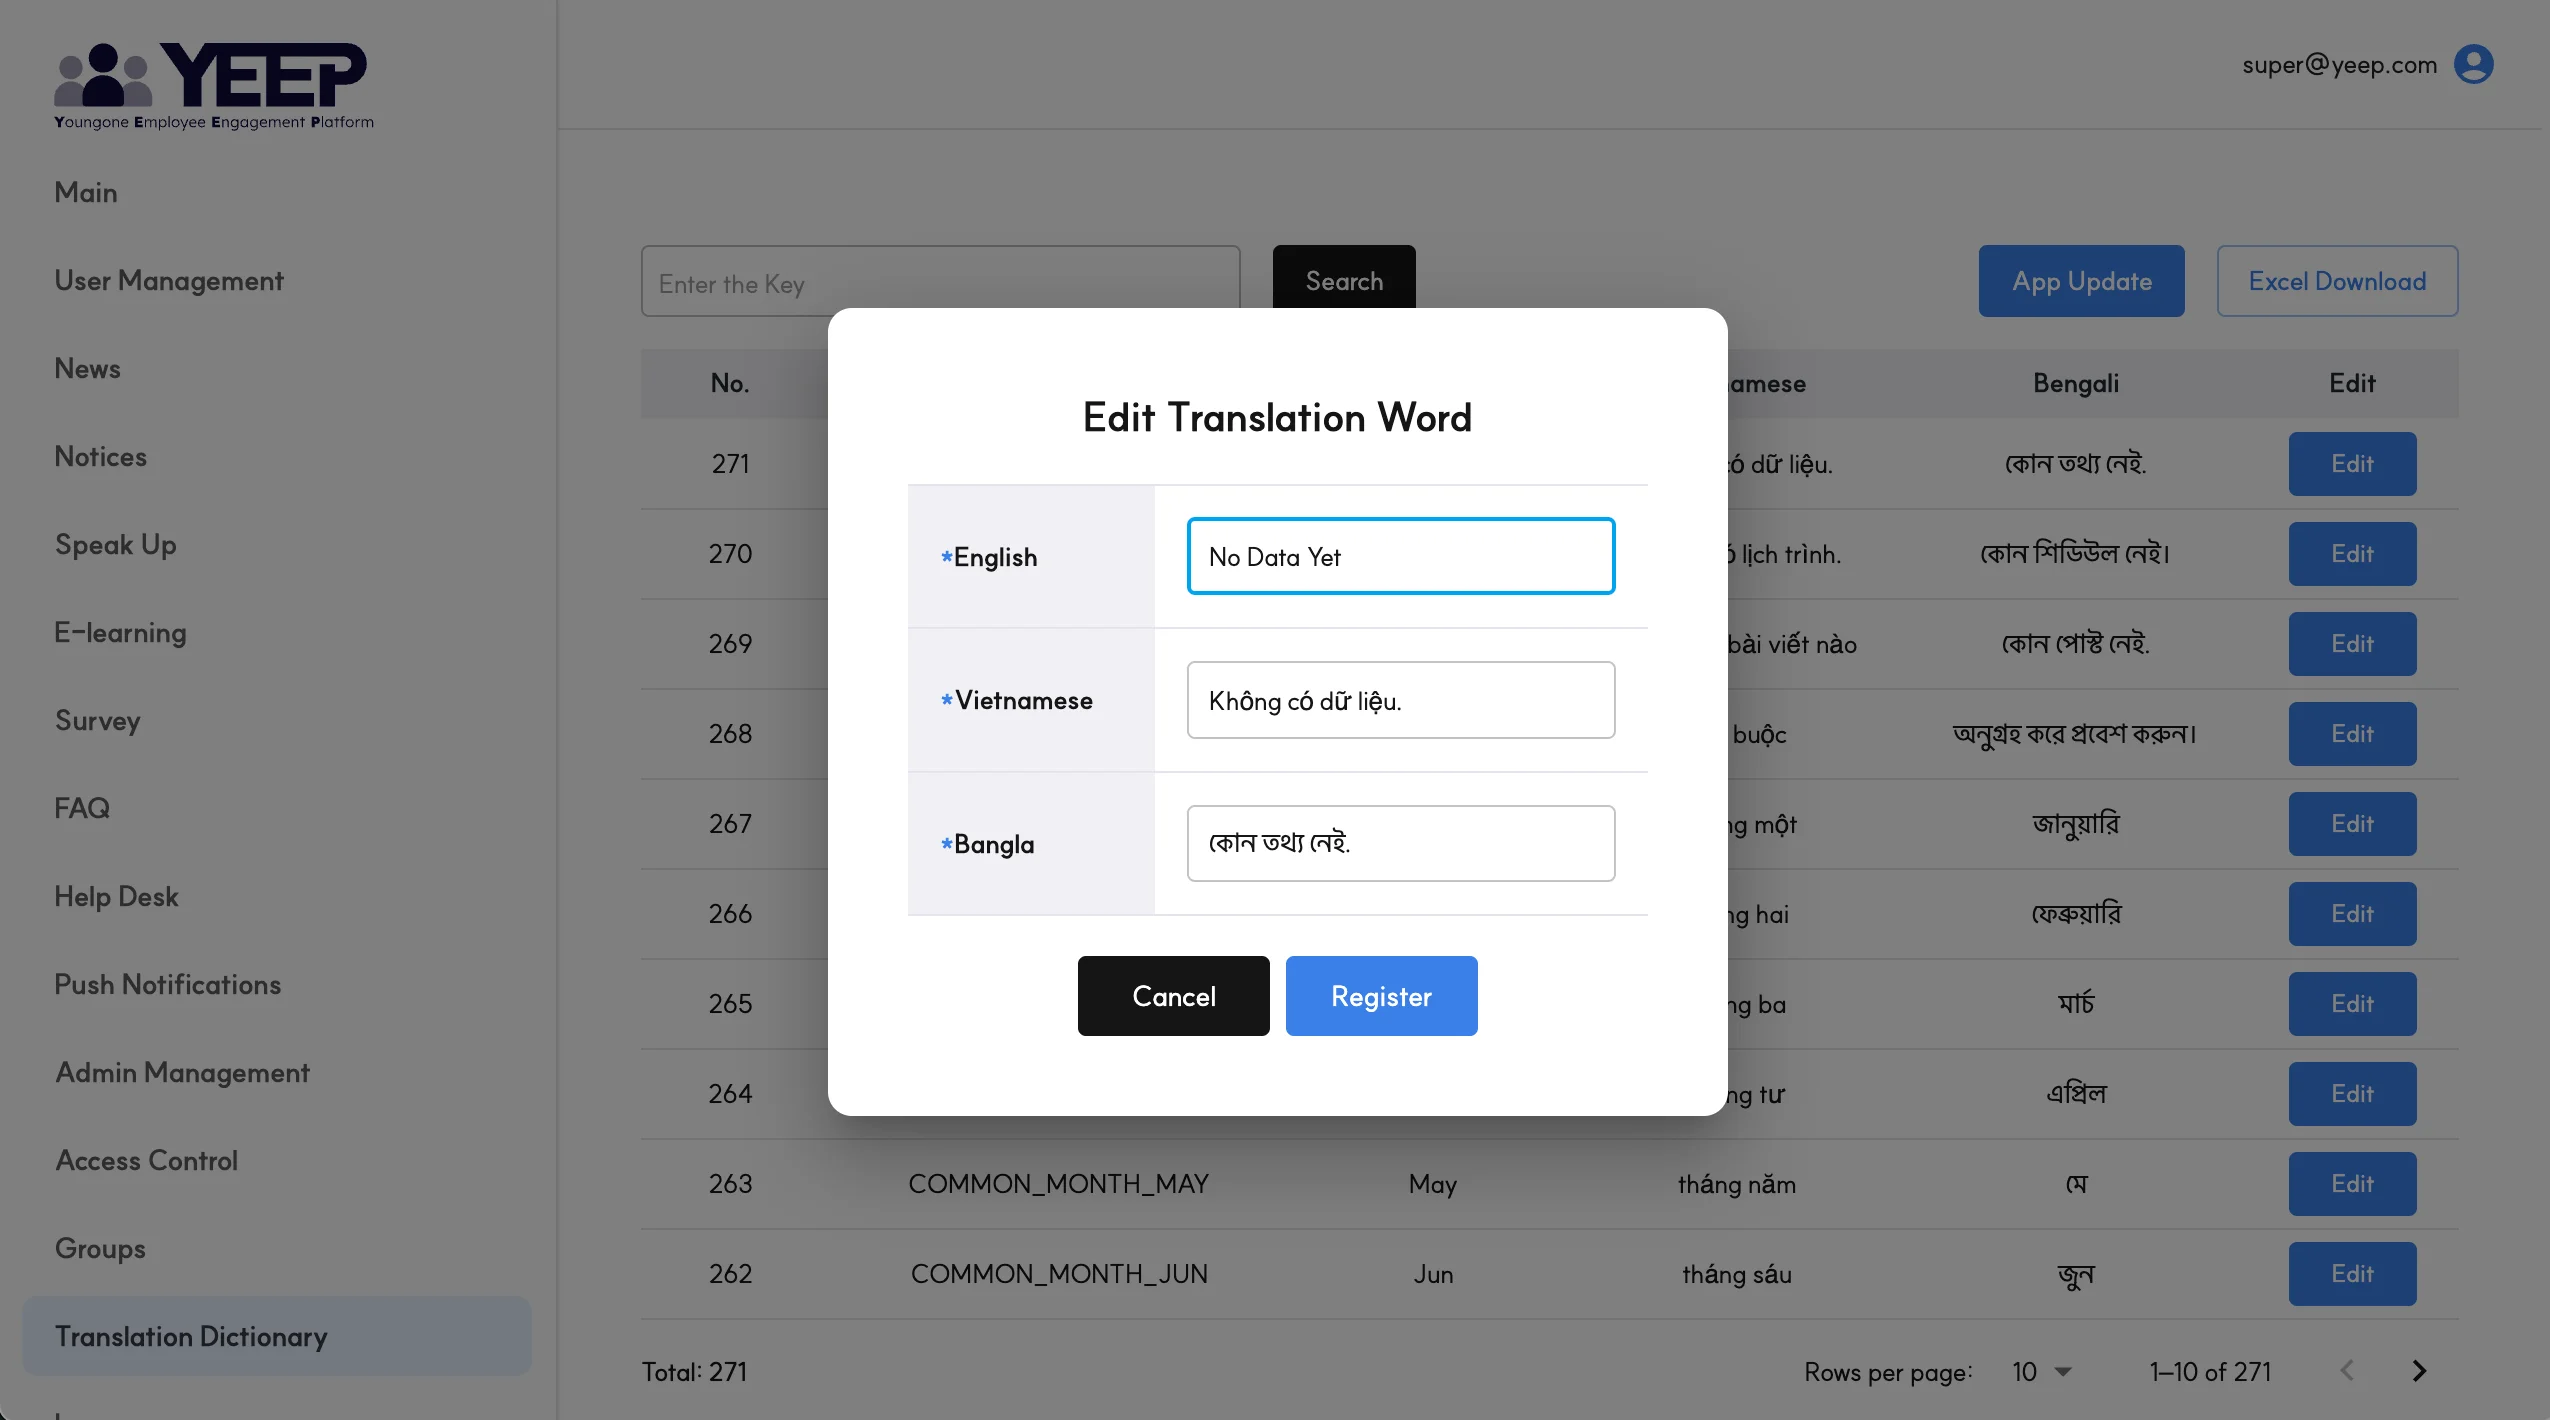 YEEP
Youngone Employee Engagement Platform
super@yeep.com
Main
User Management
News
Notices
Speak Up
E-learning
Survey
FAQ
Help Desk
Push Notifications
Admin Management
Access Control
Groups
Translation Dictionary
Enter the Key
Search
App Update
Excel Download
No. Bengali Edit
271 dữ liệu. কোন তথ্য নেই. Edit
270 lịch trình. কোন শিডিউল নেই। Edit
269 bài viết nào কোন পোস্ট নেই. Edit
268 buộc অনুগ্রহ করে প্রবেশ করুন। Edit
267 một জানুয়ারি Edit
266 hai ফেব্রুয়ারি Edit
265 ba মার্চ Edit
264 tư এপ্রিল Edit
263 COMMON_MONTH_MAY May tháng năm মে Edit
262 COMMON_MONTH_JUN Jun tháng sáu জুন Edit
Total: 271
Rows per page: 10 1–10 of 271
Edit Translation Word
*English No Data Yet
*Vietnamese Không có dữ liệu.
*Bangla কোন তথ্য নেই.
Cancel Register